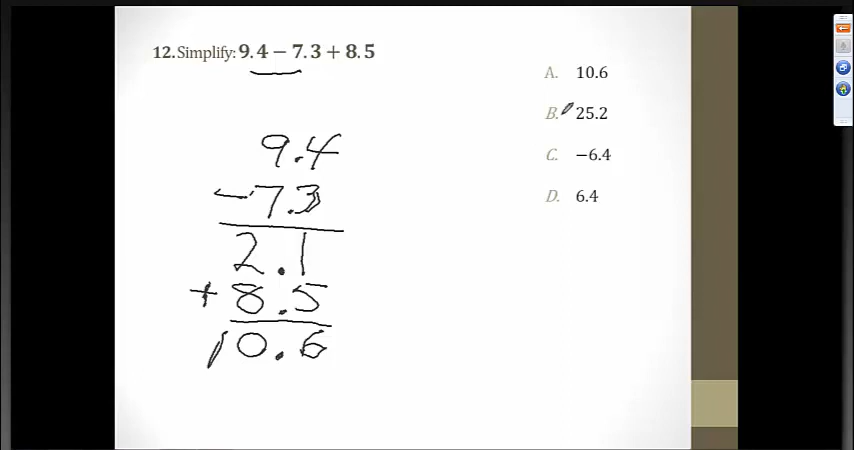 12. Simplify: 9.4 − 7.3 + 8.5
A. 10.6
B. 25.2
C. −6.4
D. 6.4
9.4
−7.3
2.1
+8.5
10.6